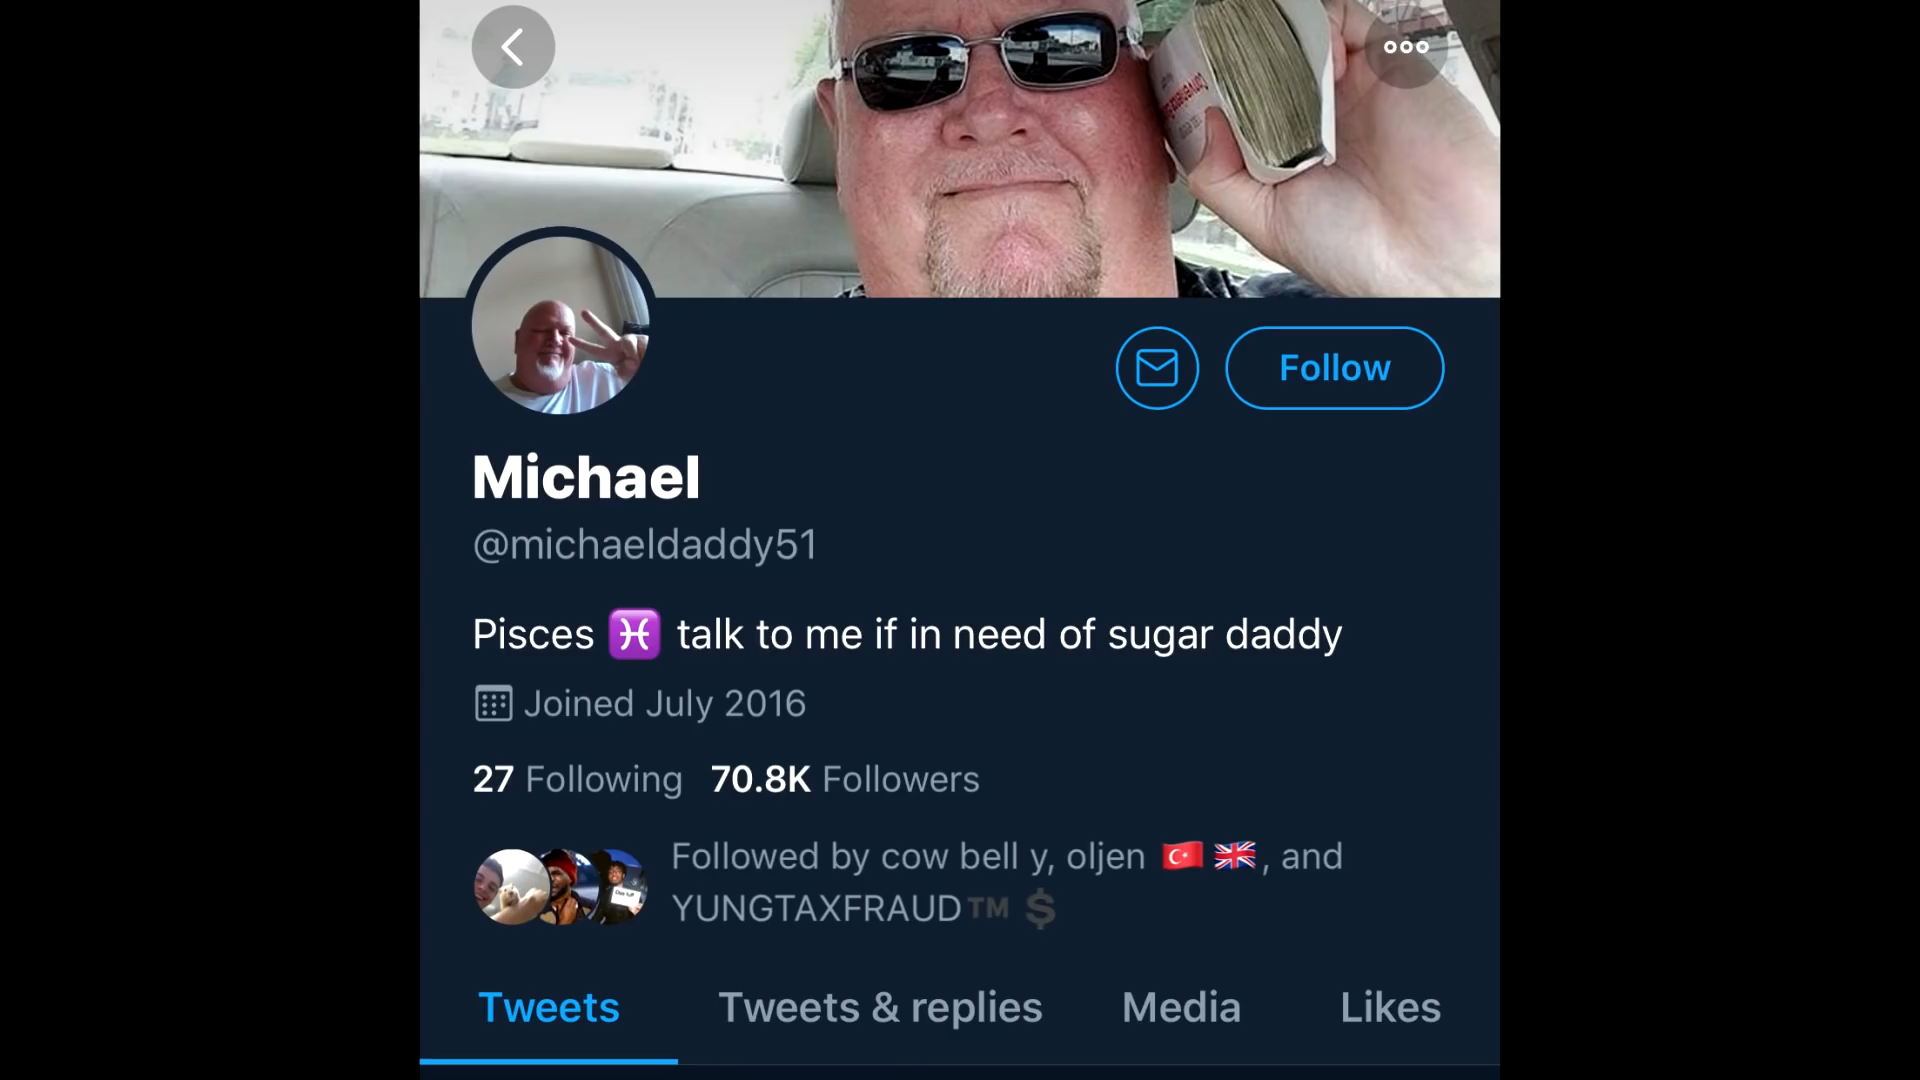 Michael
@michaeldaddy51
Pisces ♓ talk to me if in need of sugar daddy
Joined July 2016
27 Following 70.8K Followers
Followed by cow bell y, oljen 🇹🇷 🇬🇧, and
YUNGTAXFRAUD™ 💲
Tweets Tweets & replies Media Likes
Follow